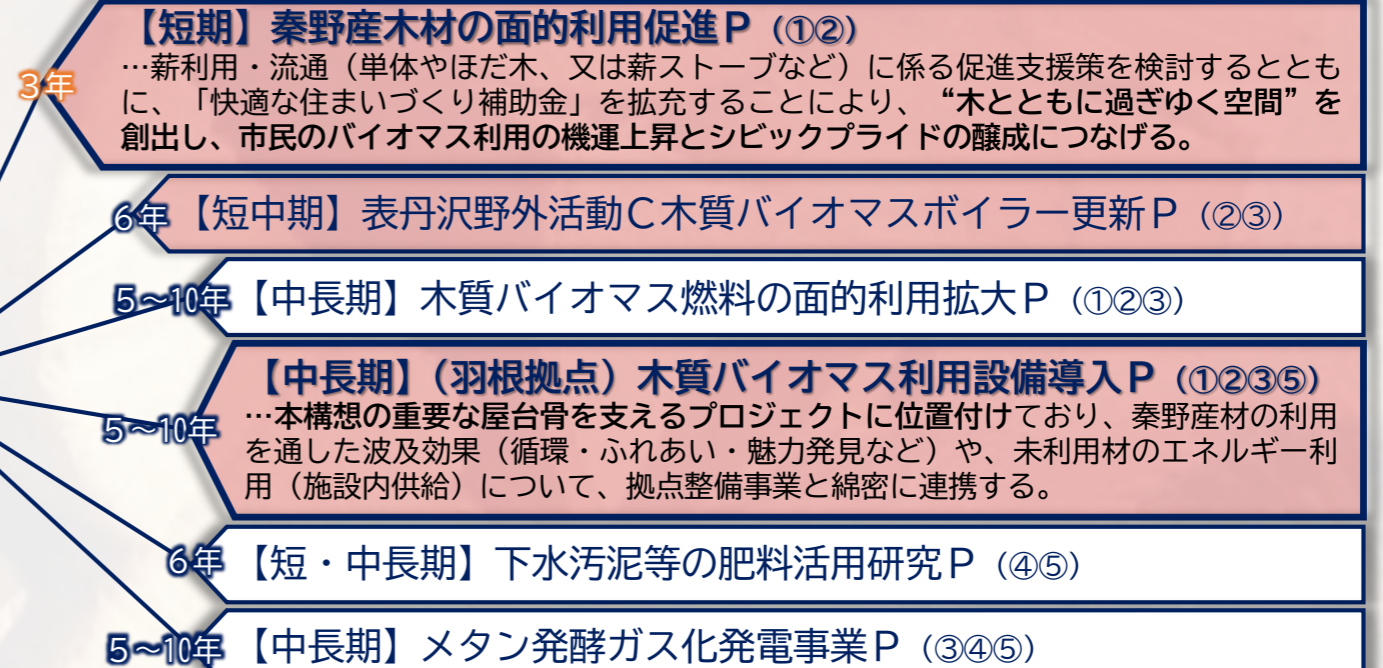 【短期】秦野産木材の面的利用促進Ｐ（①②）
3年
…薪利用・流通（単体やほだ木、又は薪ストーブなど）に係る促進支援策を検討するととも
に、「快適な住まいづくり補助金」を拡充することにより、“木とともに過ぎゆく空間”を
創出し、市民のバイオマス利用の機運上昇とシビックプライドの醸成につなげる。
6年【短中期】表丹沢野外活動Ｃ木質バイオマスボイラー更新Ｐ（②③）
5～10年【中長期】木質バイオマス燃料の面的利用拡大Ｐ（①②③）
【中長期】（羽根拠点）木質バイオマス利用設備導入Ｐ（①②③⑤）
5～10年
…本構想の重要な屋台骨を支えるプロジェクトに位置付けており、秦野産材の利用
を通した波及効果（循環・ふれあい・魅力発見など）や、未利用材のエネルギー利
用（施設内供給）について、拠点整備事業と綿密に連携する。
6年【短・中長期】下水汚泥等の肥料活用研究Ｐ（④⑤）
5～10年【中長期】メタン発酵ガス化発電事業Ｐ（③④⑤）